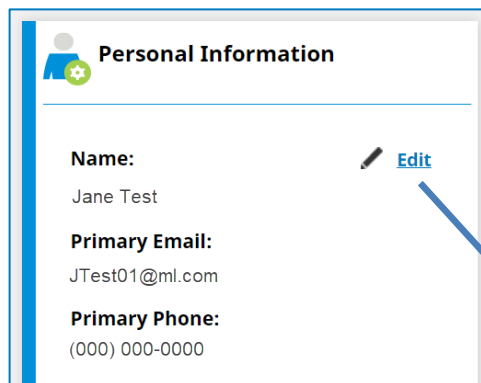 Personal Information
Name:
Edit
Jane Test
Primary Email:
JTest01@ml.com
Primary Phone:
(000) 000-0000